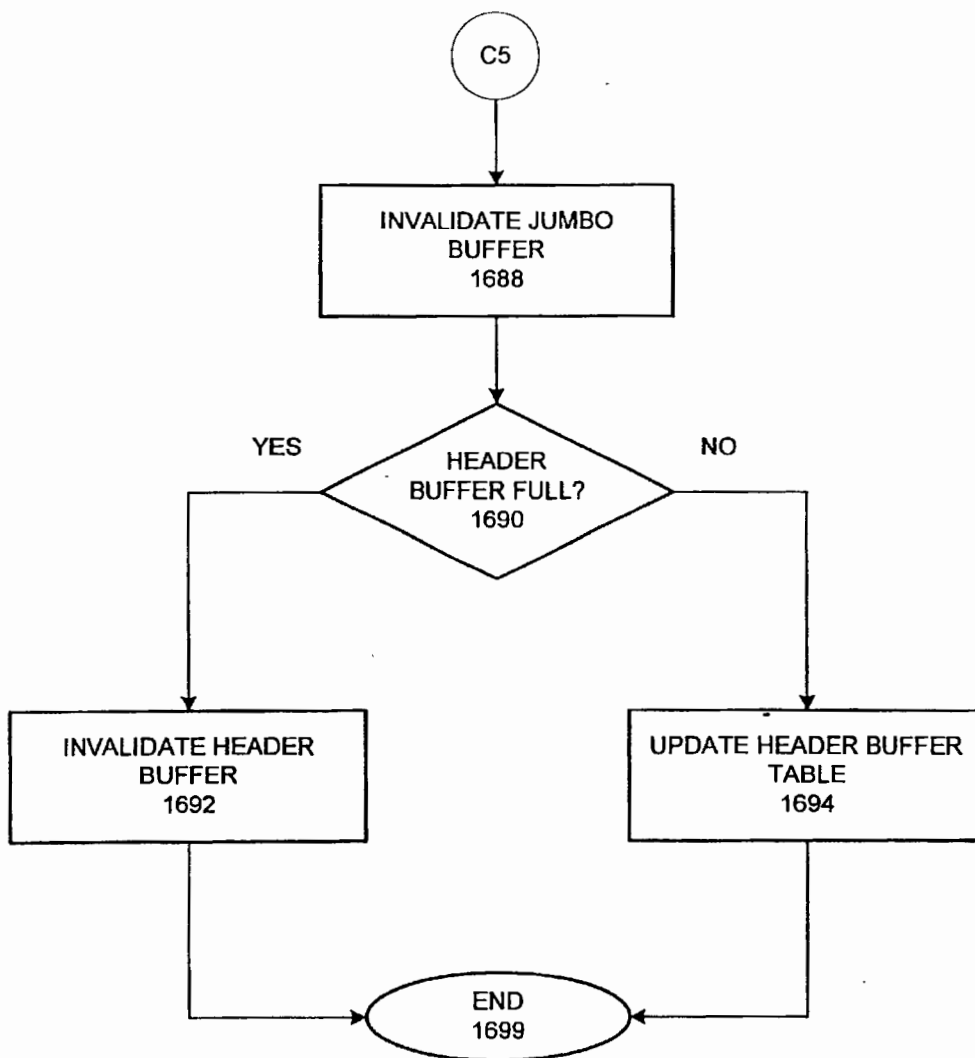 C5
INVALIDATE JUMBO
BUFFER
1688
YES
NO
HEADER
BUFFER FULL?
1690
INVALIDATE HEADER
BUFFER
1692
UPDATE HEADER BUFFER
TABLE
1694
END
1699